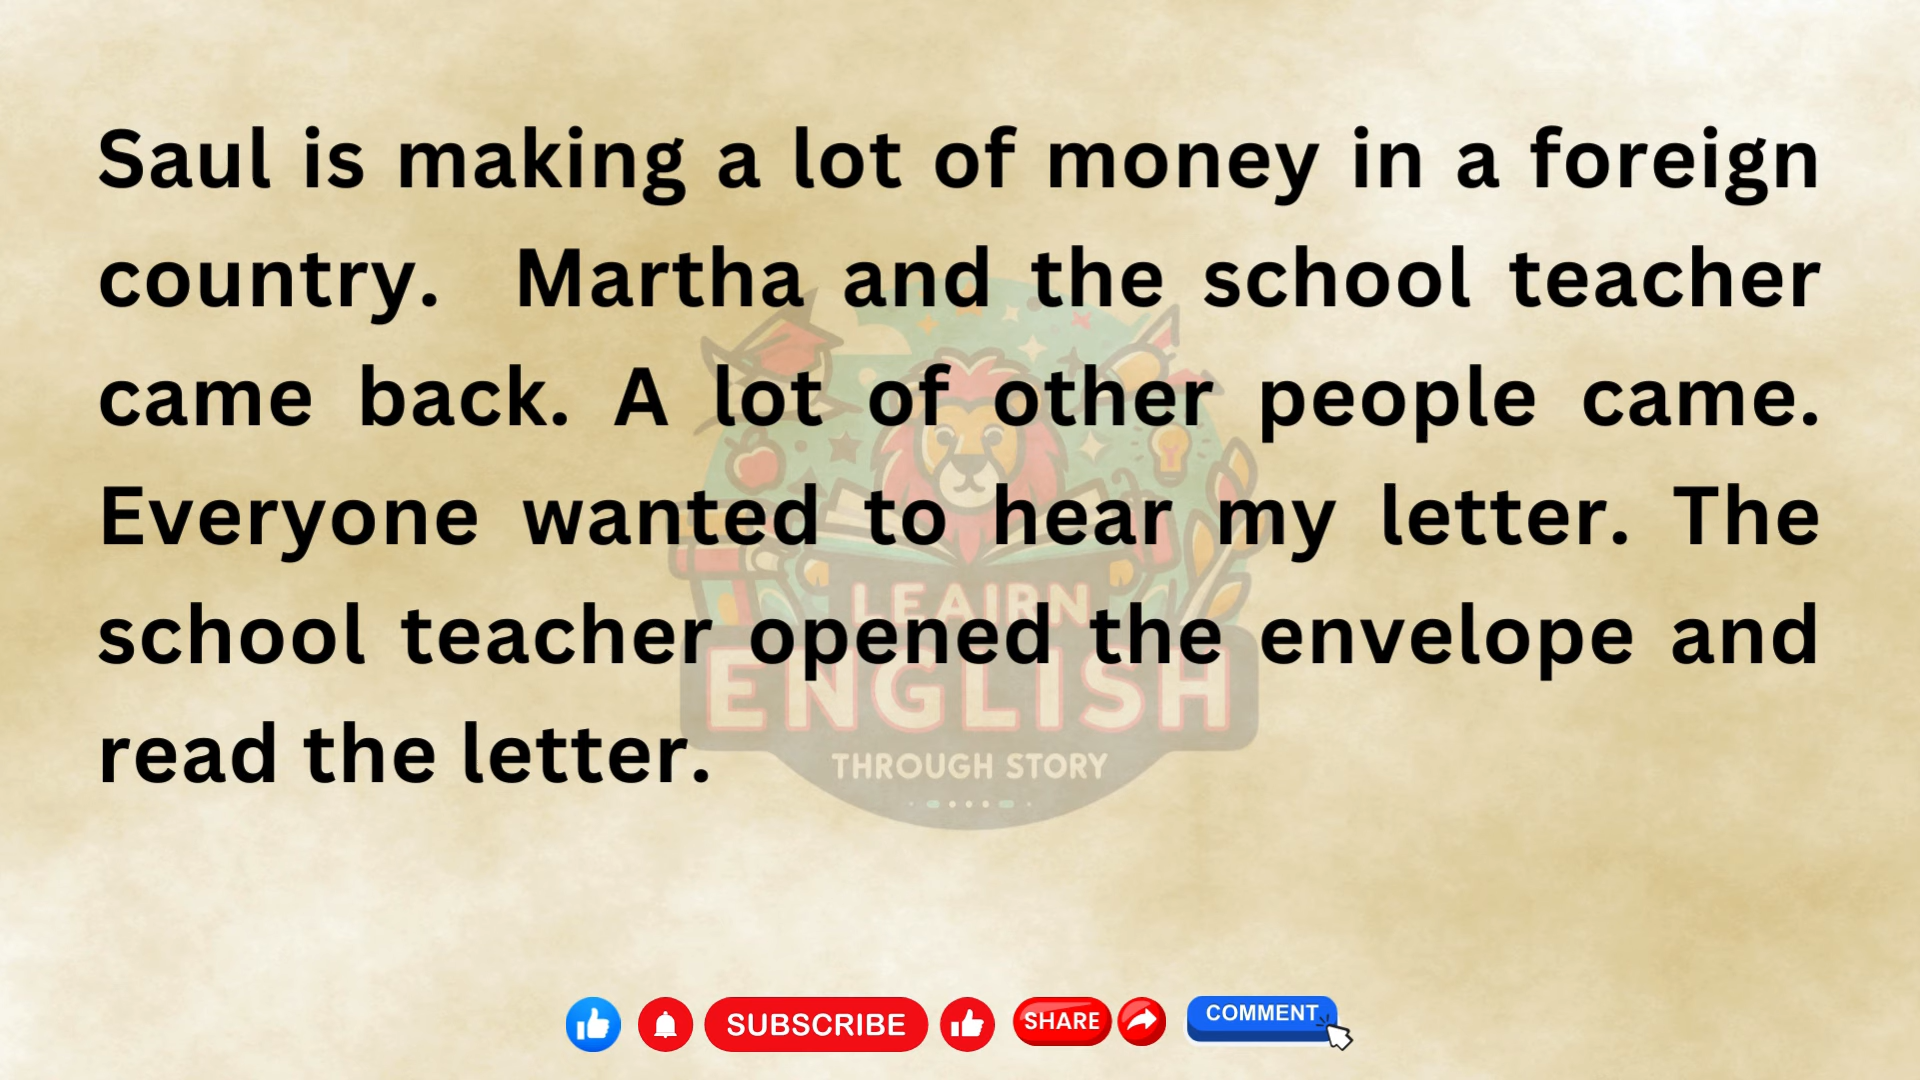 Saul is making a lot of money in a foreign
country. Martha and the school teacher
came back. A lot of other people came.
Everyone wanted to hear my letter. The
school teacher opened the envelope and
read the letter.
LEAIRN
ENGLISH
THROUGH STORY
SUBSCRIBE
SHARE
COMMENT